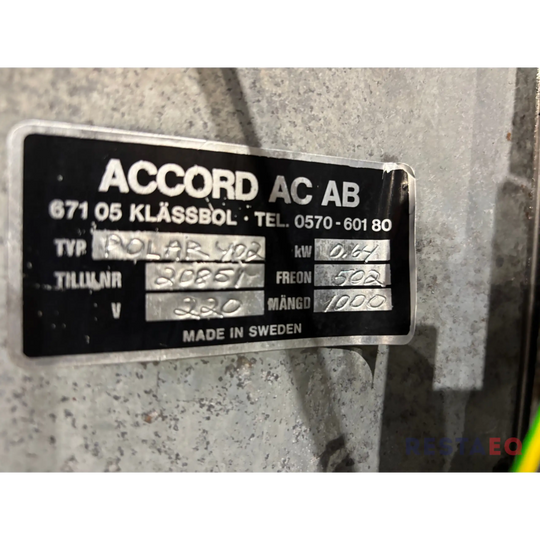 ACCORD AC AB
671 05 KLÄSSBOL · TEL. 0570-601 80
TYP. POLAR 402 kW 0.64
TILLV.NR 20851 FREON 502
V 220 MÄNGD 1000
MADE IN SWEDEN
RESTAEQ